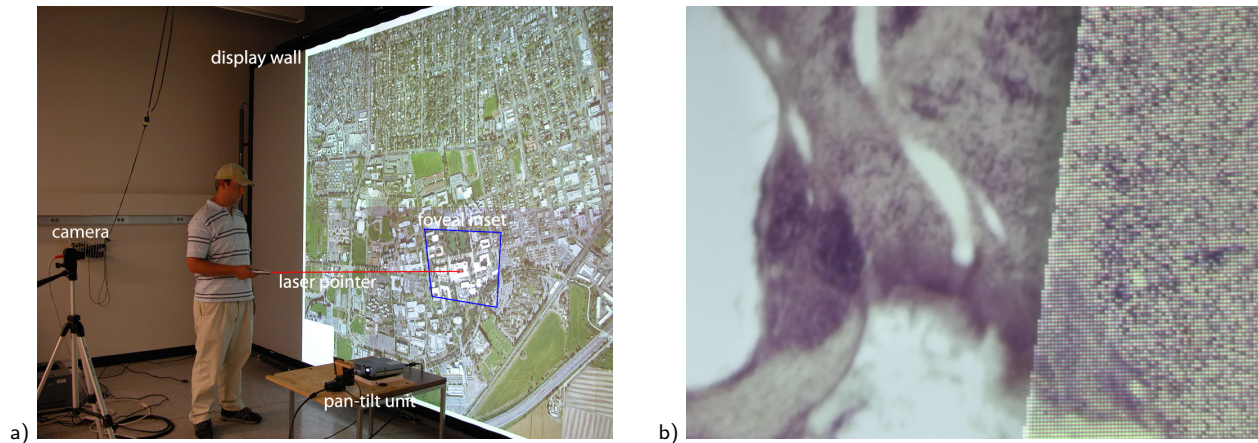 display wall
foveal inset
camera
laser pointer
pan-tilt unit
a)
b)